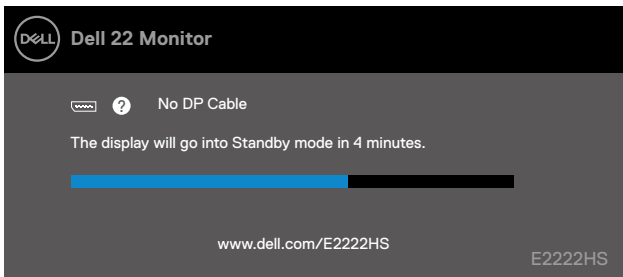 DELL Dell 22 Monitor
? No DP Cable
The display will go into Standby mode in 4 minutes.
www.dell.com/E2222HS
E2222HS